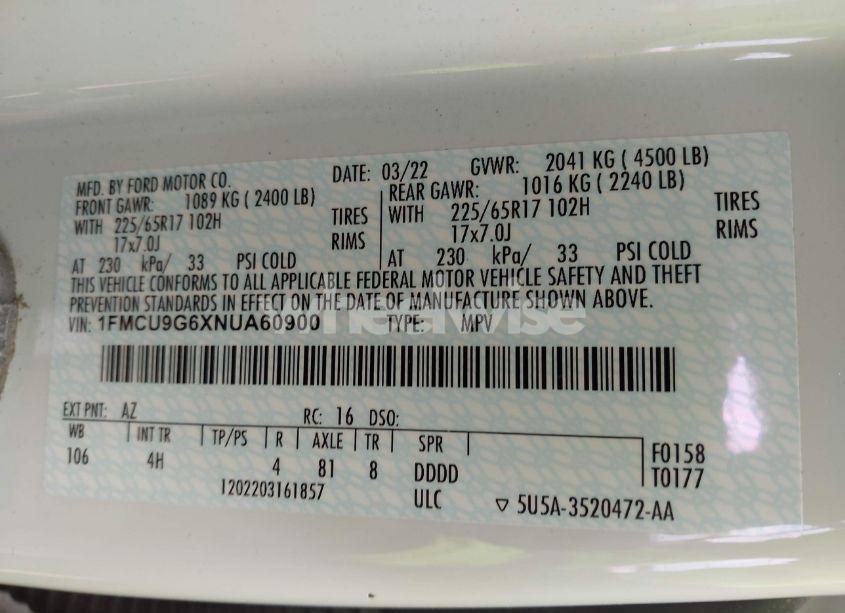 MFD. BY FORD MOTOR CO. DATE: 03/22 GVWR: 2041 KG ( 4500 LB)
FRONT GAWR: 1089 KG ( 2400 LB) REAR GAWR: 1016 KG ( 2240 LB)
WITH 225/65R17 102H TIRES WITH 225/65R17 102H TIRES
17x7.0J RIMS 17x7.0J RIMS
AT 230 kPa/ 33 PSI COLD AT 230 kPa/ 33 PSI COLD
THIS VEHICLE CONFORMS TO ALL APPLICABLE FEDERAL MOTOR VEHICLE SAFETY AND THEFT
PREVENTION STANDARDS IN EFFECT ON THE DATE OF MANUFACTURE SHOWN ABOVE.
VIN: 1FMCU9G6XNUA60900 TYPE: MPV
EXT PNT: AZ RC: 16 DSO:
WB INT TR TP/PS R AXLE TR SPR
106 4H 4 81 8 DDDD
F0158
T0177
1202203161857 ULC 5U5A-3520472-AA